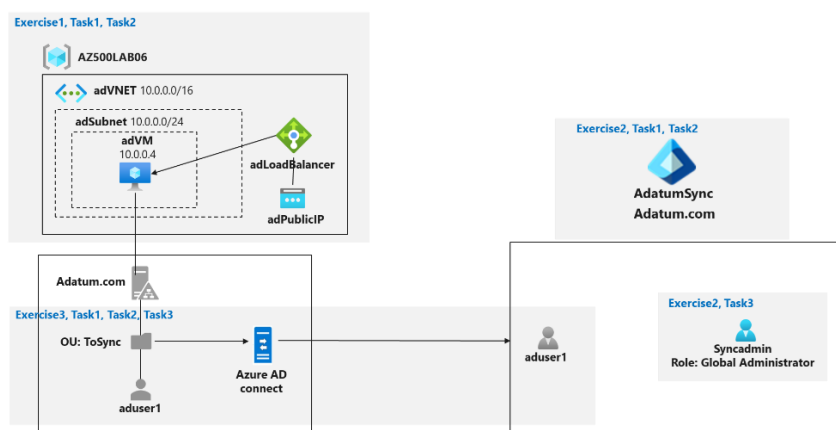 Exercise1, Task1, Task2
AZ500LAB06
adVNET 10.0.0.0/16
adSubnet 10.0.0.0/24
adVM
10.0.0.4
adLoadBalancer
adPublicIP
Exercise2, Task1, Task2
AdatumSync
Adatum.com
Adatum.com
Exercise3, Task1, Task2, Task3
OU: ToSync
Azure AD
connect
aduser1
aduser1
Exercise2, Task3
Syncadmin
Role: Global Administrator